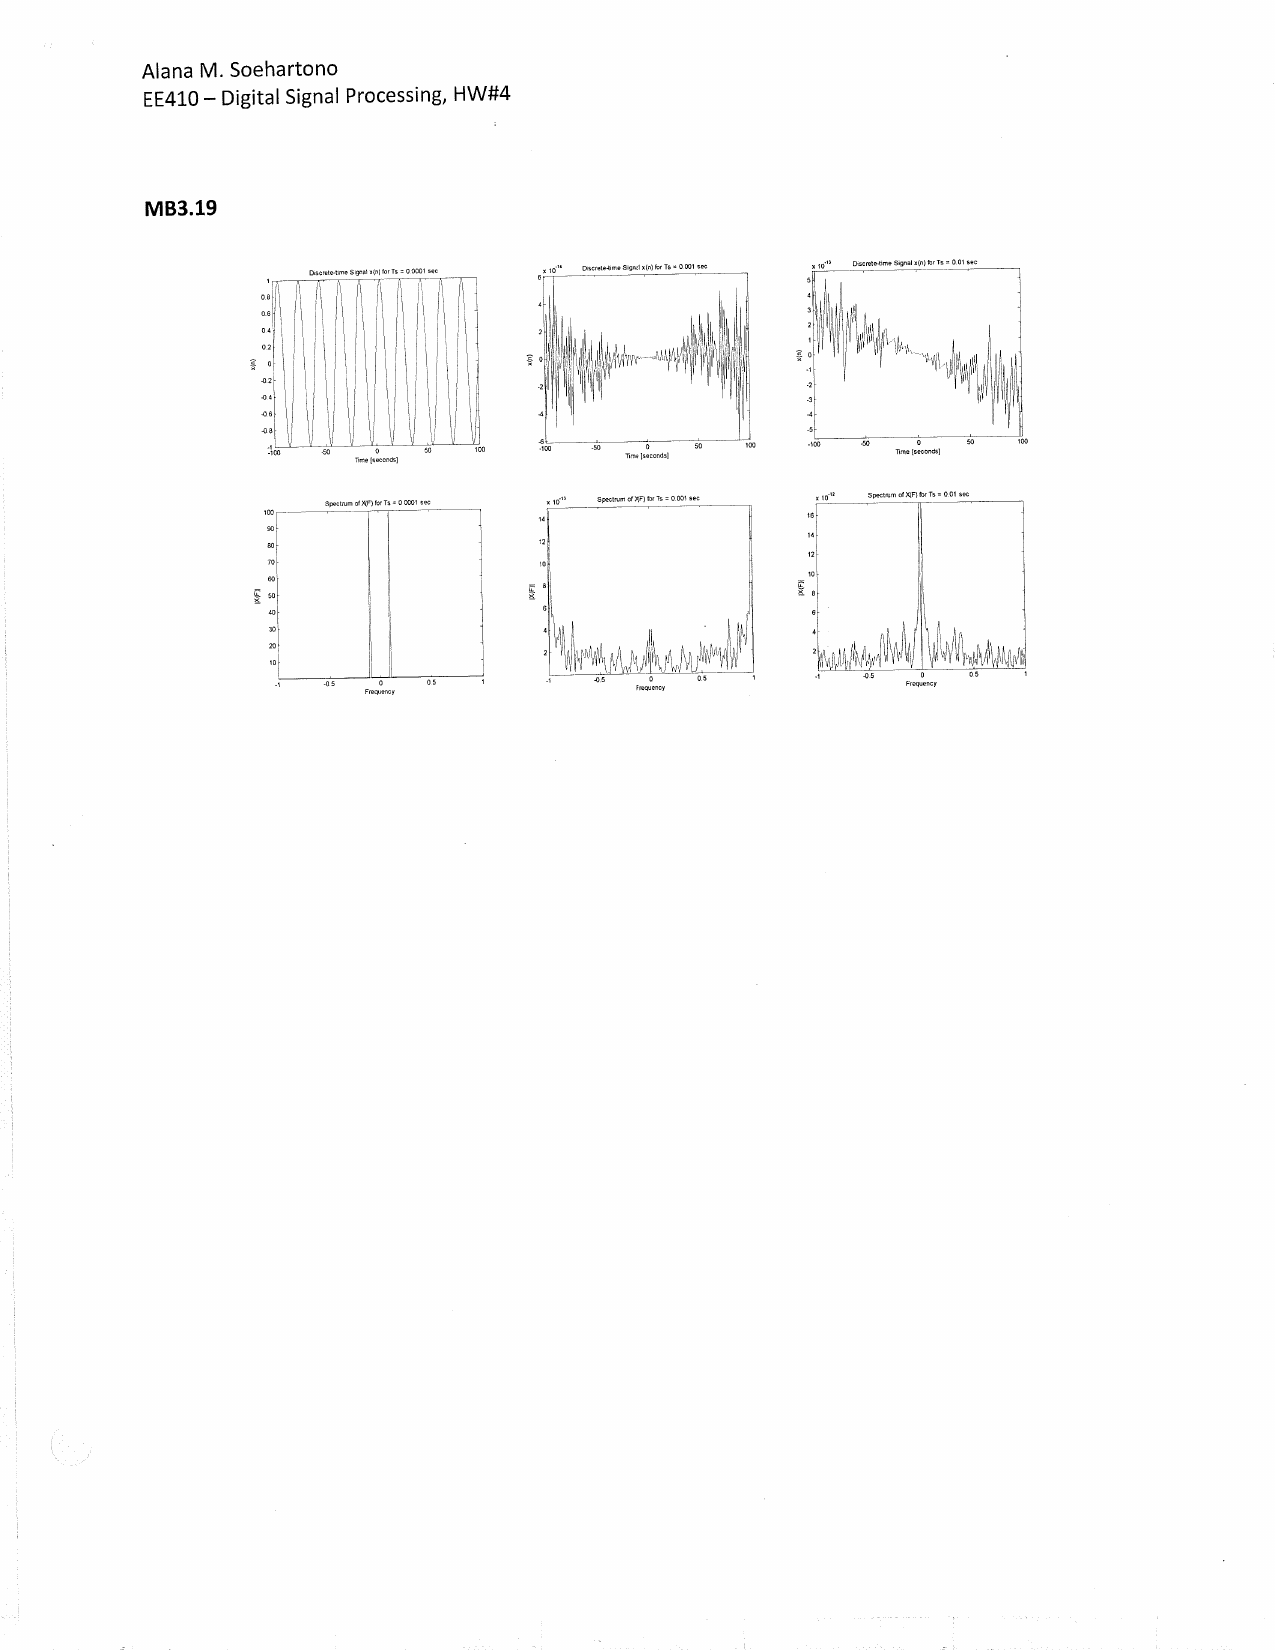 Alana M. Soehartono
EE410 – Digital Signal Processing, HW#4
MB3.19
Discrete-time Signal x(n) for Ts = 0.0001 sec
1
0.8
0.6
0.4
0.2
0
-0.2
-0.4
-0.6
-0.8
-1
x(n)
-100 -50 0 50 100
Time [seconds]
Discrete-time Signal x(n) for Ts = 0.001 sec
6
4
2
0
-2
-4
-6
x(n)
-100 -50 0 50 100
Time [seconds]
x 10-13 Discrete-time Signal x(n) for Ts = 0.01 sec
5
4
3
2
1
0
-1
-2
-3
-4
-5
x(n)
-100 -50 0 50 100
Time [seconds]
Spectrum of X(F) for Ts = 0.0001 sec
100
90
80
70
60
50
40
30
20
10
|X(F)|
-1 -0.5 0 0.5 1
Frequency
x 10-13 Spectrum of X(F) for Ts = 0.001 sec
14
12
10
8
6
4
2
|X(F)|
-1 -0.5 0 0.5 1
Frequency
x 10-12 Spectrum of X(F) for Ts = 0.01 sec
16
14
12
10
8
6
4
2
|X(F)|
-1 -0.5 0 0.5 1
Frequency